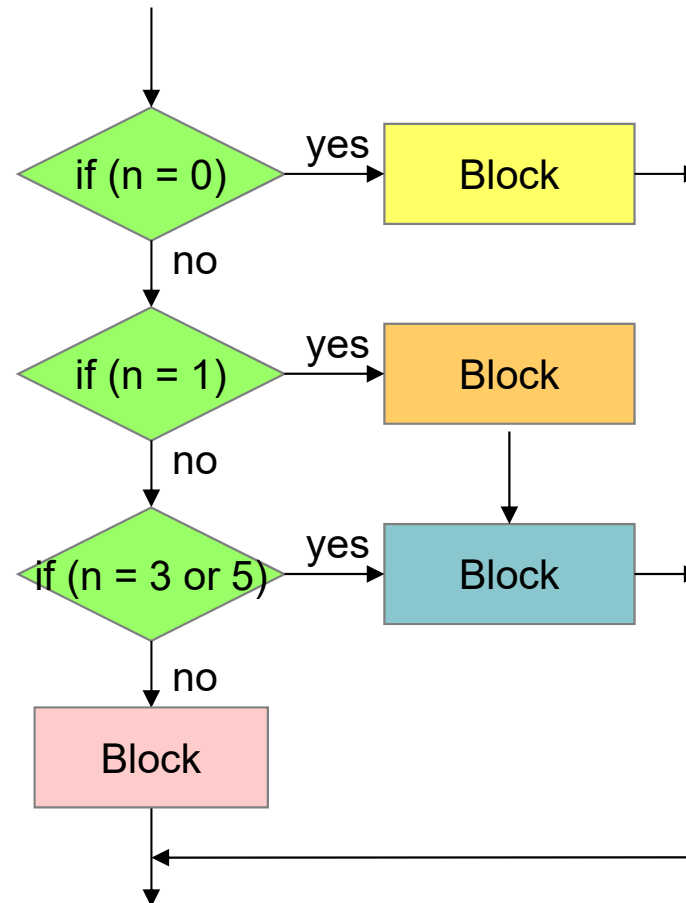 if (n = 0)
yes
Block
no
if (n = 1)
yes
Block
no
if (n = 3 or 5)
yes
Block
no
Block